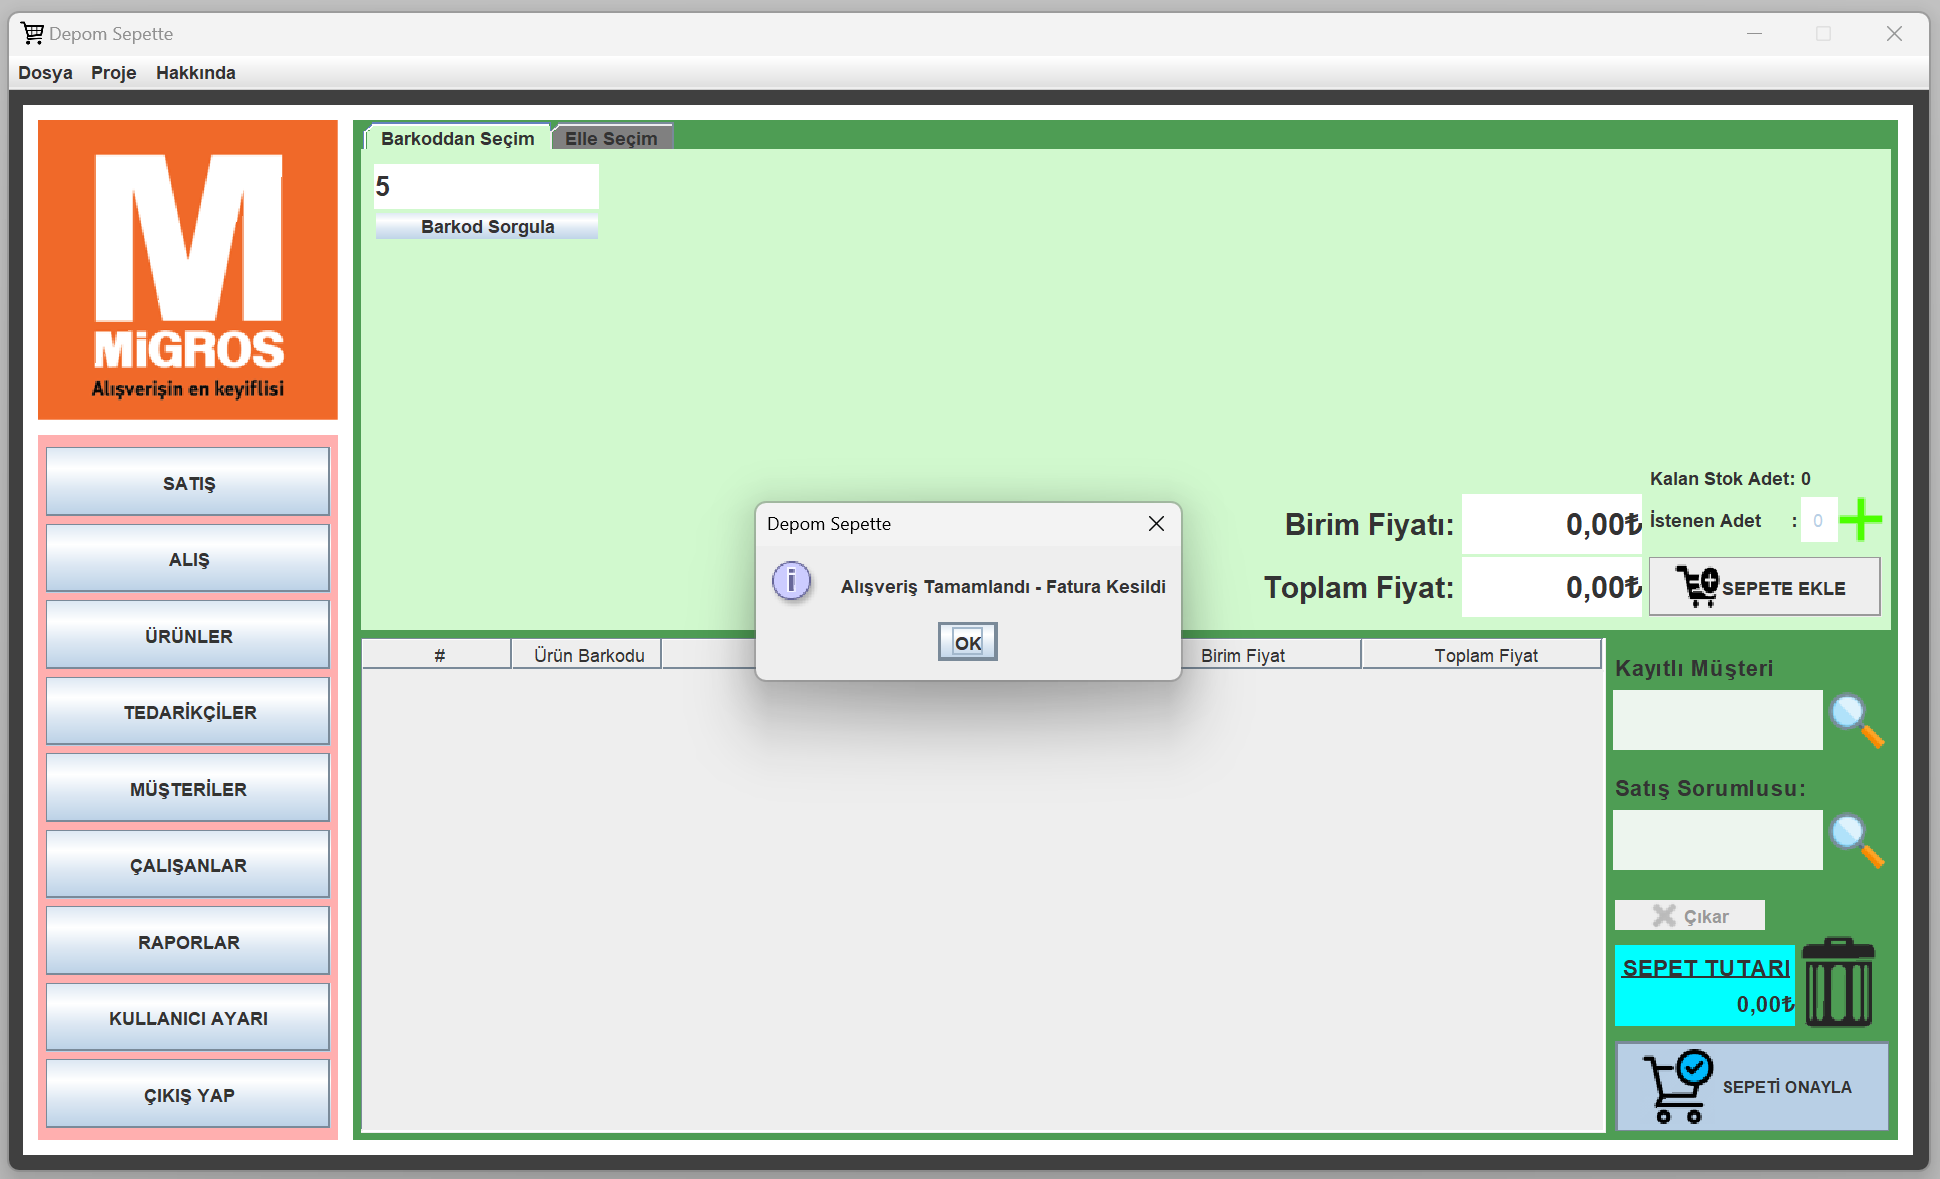 Depom Sepette
Dosya Proje Hakkında
MiGROS
Alışverişin en keyiflisi
SATIŞ
ALIŞ
ÜRÜNLER
TEDARİKÇİLER
MÜŞTERİLER
ÇALIŞANLAR
RAPORLAR
KULLANICI AYARI
ÇIKIŞ YAP
Barkoddan Seçim Elle Seçim
5
Barkod Sorgula
Kalan Stok Adet: 0
Birim Fiyatı: 0,00₺ İstenen Adet : 0
Toplam Fiyat: 0,00₺ SEPETE EKLE
Depom Sepette
Alışveriş Tamamlandı - Fatura Kesildi
OK
# Ürün Barkodu Birim Fiyat Toplam Fiyat
Kayıtlı Müşteri
Satış Sorumlusu:
Çıkar
SEPET TUTARI
0,00₺
SEPETİ ONAYLA